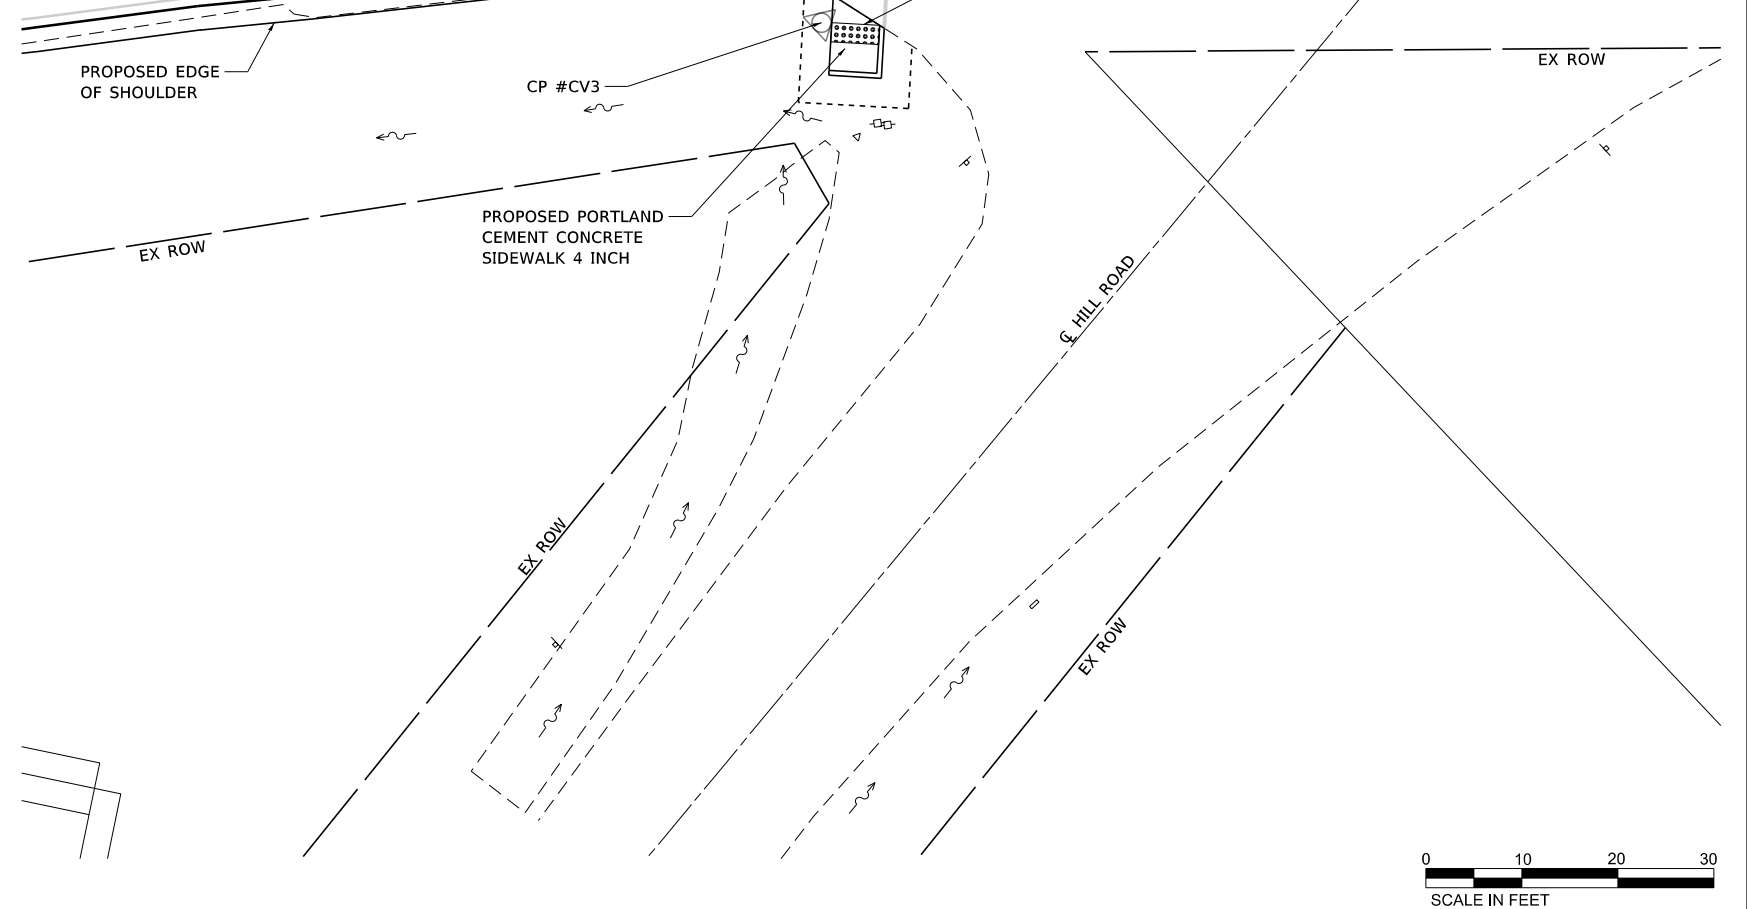 PROPOSED EDGE
OF SHOULDER
CP #CV3
EX ROW
PROPOSED PORTLAND
CEMENT CONCRETE
SIDEWALK 4 INCH
EX ROW
℄ HILL ROAD
EX ROW
EX ROW
0 10 20 30
SCALE IN FEET